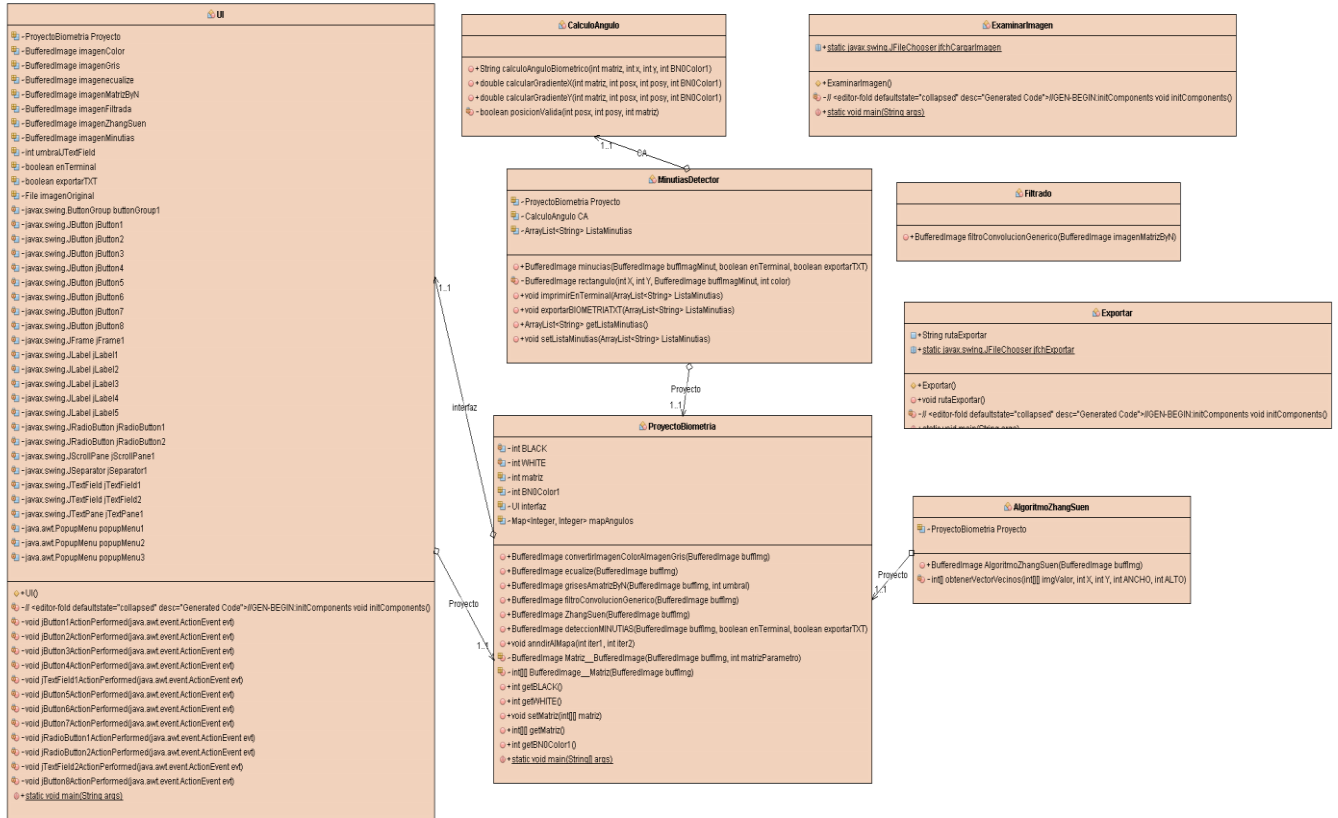 UI
-ProyectoBiometria Proyecto
-BufferedImage imagenColor
-BufferedImage imagenGris
-BufferedImage imagenecualize
-BufferedImage imagenMatrizByN
-BufferedImage imagenFiltrada
-BufferedImage imagenZhangSuen
-BufferedImage imagenMinutias
-int umbralJTextField
-boolean enTerminal
-boolean exportarTXT
-File imagenOriginal
-javax.swing.ButtonGroup buttonGroup1
-javax.swing.JButton jButton1
-javax.swing.JButton jButton2
-javax.swing.JButton jButton3
-javax.swing.JButton jButton4
-javax.swing.JButton jButton5
-javax.swing.JButton jButton6
-javax.swing.JButton jButton7
-javax.swing.JButton jButton8
-javax.swing.JFrame jFrame1
-javax.swing.JLabel jLabel1
-javax.swing.JLabel jLabel2
-javax.swing.JLabel jLabel3
-javax.swing.JLabel jLabel4
-javax.swing.JLabel jLabel5
-javax.swing.JRadioButton jRadioButton1
-javax.swing.JRadioButton jRadioButton2
-javax.swing.JScrollPane jScrollPane1
-javax.swing.JSeparator jSeparator1
-javax.swing.JTextField jTextField1
-javax.swing.JTextField jTextField2
-javax.swing.JTextPane jTextPane1
-java.awt.PopupMenu popupMenu1
-java.awt.PopupMenu popupMenu2
-java.awt.PopupMenu popupMenu3
+UI()
-// <editor-fold defaultstate="collapsed" desc="Generated Code">//GEN-BEGIN:initComponents void initComponents()
-void jButton1ActionPerformed(java.awt.event.ActionEvent evt)
-void jButton2ActionPerformed(java.awt.event.ActionEvent evt)
-void jButton3ActionPerformed(java.awt.event.ActionEvent evt)
-void jButton4ActionPerformed(java.awt.event.ActionEvent evt)
-void jTextField1ActionPerformed(java.awt.event.ActionEvent evt)
-void jButton5ActionPerformed(java.awt.event.ActionEvent evt)
-void jButton6ActionPerformed(java.awt.event.ActionEvent evt)
-void jButton7ActionPerformed(java.awt.event.ActionEvent evt)
-void jRadioButton1ActionPerformed(java.awt.event.ActionEvent evt)
-void jRadioButton2ActionPerformed(java.awt.event.ActionEvent evt)
-void jTextField2ActionPerformed(java.awt.event.ActionEvent evt)
-void jButton8ActionPerformed(java.awt.event.ActionEvent evt)
+static void main(String args)
1..1
interfaz
Proyecto
1..1
CalculoAngulo
+String calculoAnguloBiometrico(int matriz, int x, int y, int BN0Color1)
+double calcularGradienteX(int matriz, int posx, int posy, int BN0Color1)
+double calcularGradienteY(int matriz, int posx, int posy, int BN0Color1)
-boolean posicionValida(int posx, int posy, int matriz)
1..1
CA
MinutiasDetector
-ProyectoBiometria Proyecto
-CalculoAngulo CA
-ArrayList<String> ListaMinutias
+BufferedImage minucias(BufferedImage buffImagMinut, boolean enTerminal, boolean exportarTXT)
-BufferedImage rectangulo(int X, int Y, BufferedImage buffImagMinut, int color)
+void imprimirEnTerminal(ArrayList<String> ListaMinutias)
+void exportarBIOMETRIATXT(ArrayList<String> ListaMinutias)
+ArrayList<String> getListaMinutias()
+void setListaMinutias(ArrayList<String> ListaMinutias)
Proyecto
1..1
ProyectoBiometria
-int BLACK
-int WHITE
-int matriz
-int BN0Color1
-UI interfaz
-Map<Integer, Integer> mapAngulos
+BufferedImage convertirImagenColorAImagenGris(BufferedImage buffImg)
+BufferedImage ecualize(BufferedImage buffImg)
+BufferedImage grisesAmatrizByN(BufferedImage buffImg, int umbral)
+BufferedImage filtroConvolucionGenerico(BufferedImage buffImg)
+BufferedImage ZhangSuen(BufferedImage buffImg)
+BufferedImage deteccionMINUTIAS(BufferedImage buffImg, boolean enTerminal, boolean exportarTXT)
+void anndirAlMapa(int iter1, int iter2)
-BufferedImage Matriz__BufferedImage(BufferedImage buffImg, int matrizParametro)
-int[][] BufferedImage__Matriz(BufferedImage buffImg)
+int getBLACK()
+int getWHITE()
+void setMatriz(int[][] matriz)
+int[][] getMatriz()
+int getBN0Color1()
+static void main(String[] args)
ExaminarImagen
+static javax.swing.JFileChooser jfchCargarImagen
+ExaminarImagen()
-// <editor-fold defaultstate="collapsed" desc="Generated Code">//GEN-BEGIN:initComponents void initComponents()
+static void main(String args)
Filtrado
+BufferedImage filtroConvolucionGenerico(BufferedImage imagenMatrizByN)
Exportar
+String rutaExportar
+static javax.swing.JFileChooser jfchExportar
+Exportar()
+void rutaExportar()
-// <editor-fold defaultstate="collapsed" desc="Generated Code">//GEN-BEGIN:initComponents void initComponents()
+static void main(String args)
AlgoritmoZhangSuen
-ProyectoBiometria Proyecto
+BufferedImage AlgoritmoZhangSuen(BufferedImage buffImg)
-int[] obtenerVectorVecinos(int[][] imgValor, int X, int Y, int ANCHO, int ALTO)
Proyecto
1..1